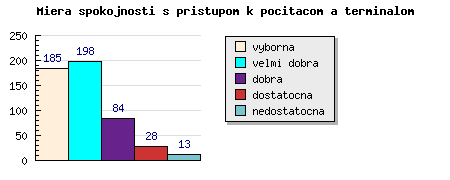 Miera spokojnosti s pristupom k pocitacom a terminalom
250
200
150
100
50
0
185
198
84
28
13
vyborna
velmi dobra
dobra
dostatocna
nedostatocna